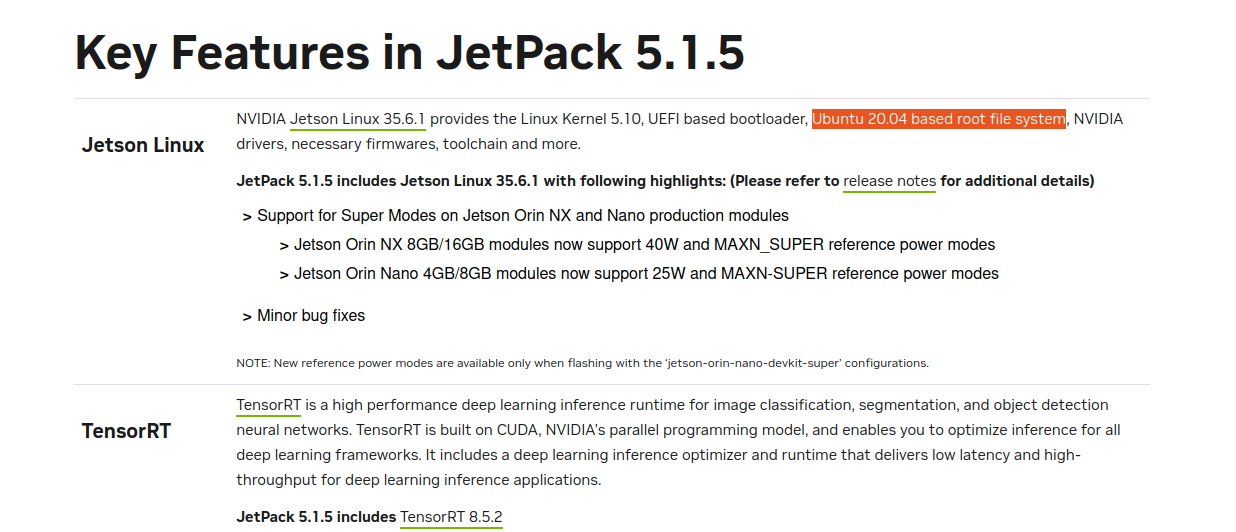 Key Features in JetPack 5.1.5
Jetson Linux
NVIDIA Jetson Linux 35.6.1 provides the Linux Kernel 5.10, UEFI based bootloader, Ubuntu 20.04 based root file system, NVIDIA
drivers, necessary firmwares, toolchain and more.
JetPack 5.1.5 includes Jetson Linux 35.6.1 with following highlights: (Please refer to release notes for additional details)
> Support for Super Modes on Jetson Orin NX and Nano production modules
> Jetson Orin NX 8GB/16GB modules now support 40W and MAXN_SUPER reference power modes
> Jetson Orin Nano 4GB/8GB modules now support 25W and MAXN-SUPER reference power modes
> Minor bug fixes
NOTE: New reference power modes are available only when flashing with the ‘jetson-orin-nano-devkit-super’ configurations.
TensorRT
TensorRT is a high performance deep learning inference runtime for image classification, segmentation, and object detection
neural networks. TensorRT is built on CUDA, NVIDIA’s parallel programming model, and enables you to optimize inference for all
deep learning frameworks. It includes a deep learning inference optimizer and runtime that delivers low latency and high-
throughput for deep learning inference applications.
JetPack 5.1.5 includes TensorRT 8.5.2